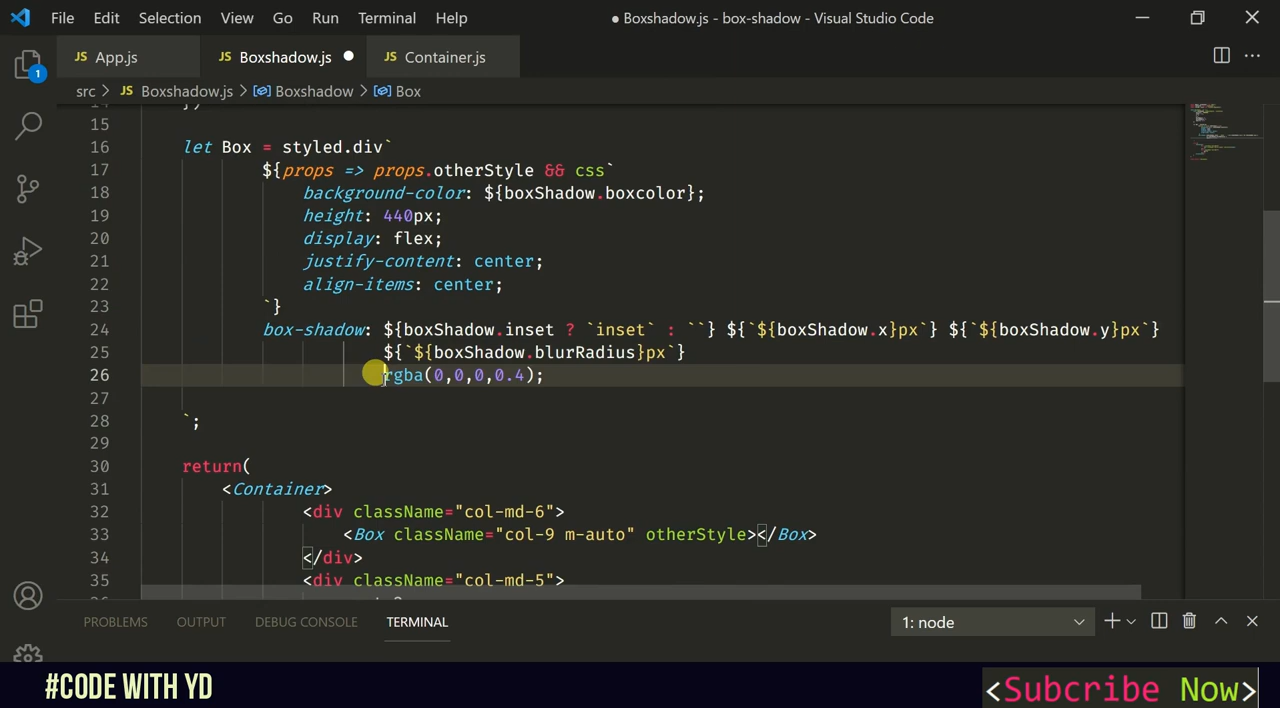 File Edit Selection View Go Run Terminal Help ● Boxshadow.js - box-shadow - Visual Studio Code
1
JS App.js JS Boxshadow.js ● JS Container.js
src > JS Boxshadow.js > Boxshadow > Box
14 })
15
16 let Box = styled.div`
17 ${props => props.otherStyle && css`
18 background-color: ${boxShadow.boxcolor};
19 height: 440px;
20 display: flex;
21 justify-content: center;
22 align-items: center;
23 `}
24 box-shadow: ${boxShadow.inset ? `inset` : ``} ${`${boxShadow.x}px`} ${`${boxShadow.y}px`}
25 ${`${boxShadow.blurRadius}px`}
26 rgba(0,0,0,0.4);
27
28 `;
29
30 return(
31 <Container>
32 <div className="col-md-6">
33 <Box className="col-9 m-auto" otherStyle></Box>
34 </div>
35 <div className="col-md-5">
PROBLEMS OUTPUT DEBUG CONSOLE TERMINAL 1: node
#CODE WITH YD
<Subcribe Now>